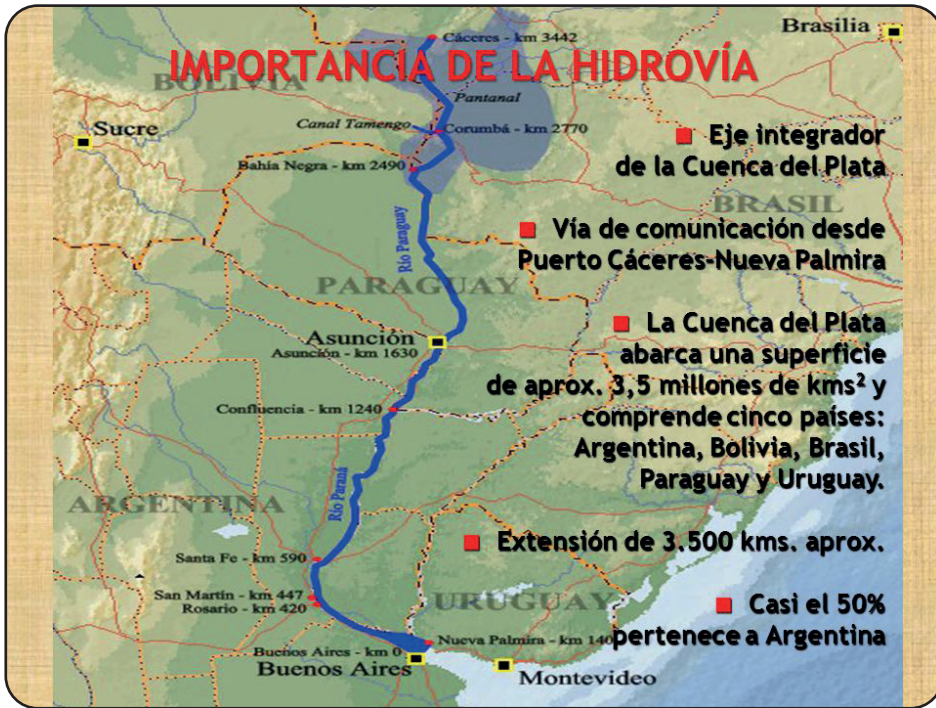 Cáceres - km 3442
Brasilia
IMPORTANCIA DE LA HIDROVÍA
BOLIVIA
Pantanal
Canal Tamengo
Corumbá - km 2770
Sucre
■ Eje integrador
de la Cuenca del Plata
Bahía Negra - km 2490
BRASIL
Río Paraguay
■ Vía de comunicación desde
Puerto Cáceres-Nueva Palmira
PARAGUAY
Asunción
Asunción - km 1630
■ La Cuenca del Plata
abarca una superficie
de aprox. 3,5 millones de kms² y
comprende cinco países:
Argentina, Bolivia, Brasil,
Paraguay y Uruguay.
Confluencia - km 1240
Río Paraná
ARGENTINA
■ Extensión de 3.500 kms. aprox.
Santa Fe - km 590
San Martín - km 447
Rosario - km 420
URUGUAY
■ Casi el 50%
pertenece a Argentina
Nueva Palmira - km 140
Buenos Aires - km 0
Buenos Aires
Montevideo